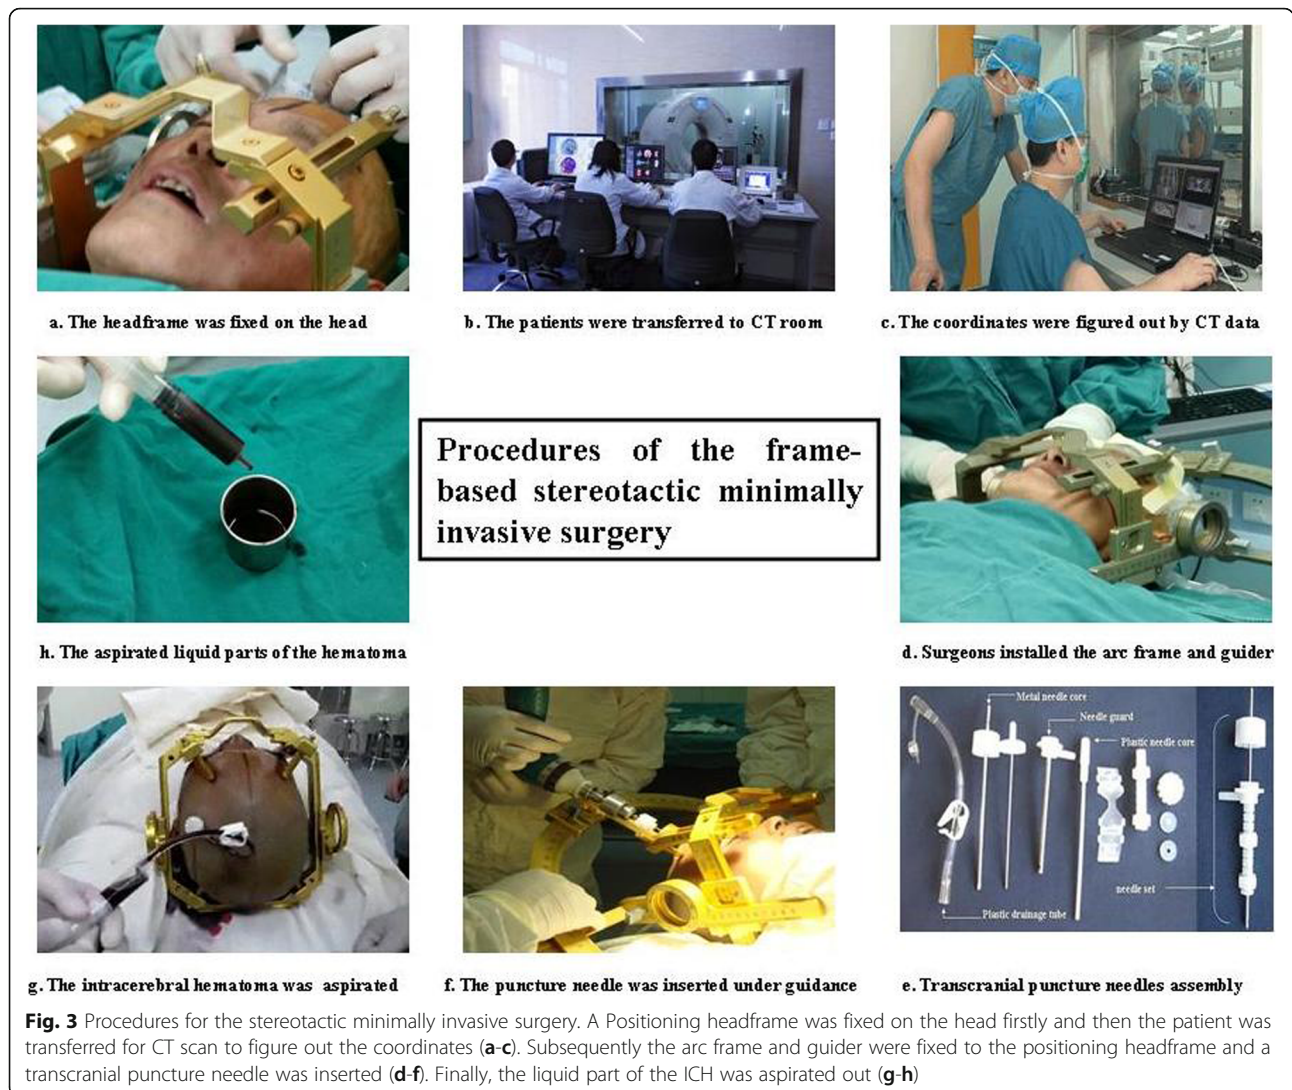 a. The headframe was fixed on the head
b. The patients were transferred to CT room
c. The coordinates were figured out by CT data
Procedures of the frame-
based stereotactic minimally
invasive surgery
h. The aspirated liquid parts of the hematoma
d. Surgeons installed the arc frame and guider
Metal needle core
Needle guard
Plastic needle core
needle set
Plastic drainage tube
g. The intracerebral hematoma was aspirated
f. The puncture needle was inserted under guidance
e. Transcranial puncture needles assembly
Fig. 3 Procedures for the stereotactic minimally invasive surgery. A Positioning headframe was fixed on the head firstly and then the patient was
transferred for CT scan to figure out the coordinates (a-c). Subsequently the arc frame and guider were fixed to the positioning headframe and a
transcranial puncture needle was inserted (d-f). Finally, the liquid part of the ICH was aspirated out (g-h)